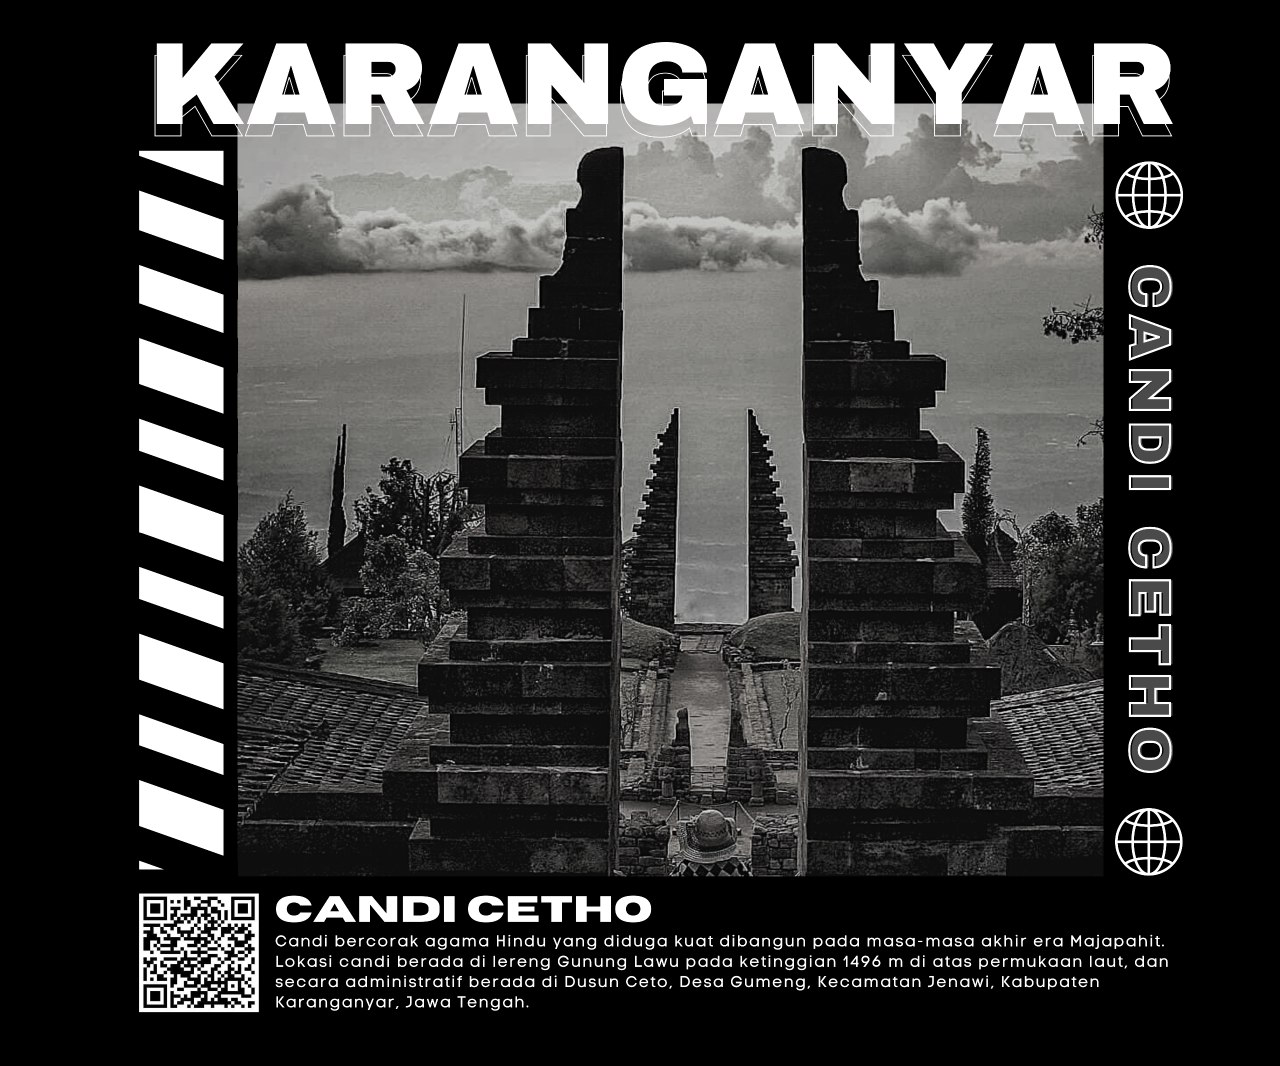 KARANGANYAR
CANDI CETHO
CANDI CETHO
Candi bercorak agama Hindu yang diduga kuat dibangun pada masa-masa akhir era Majapahit.
Lokasi candi berada di lereng Gunung Lawu pada ketinggian 1496 m di atas permukaan laut, dan
secara administratif berada di Dusun Ceto, Desa Gumeng, Kecamatan Jenawi, Kabupaten
Karanganyar, Jawa Tengah.